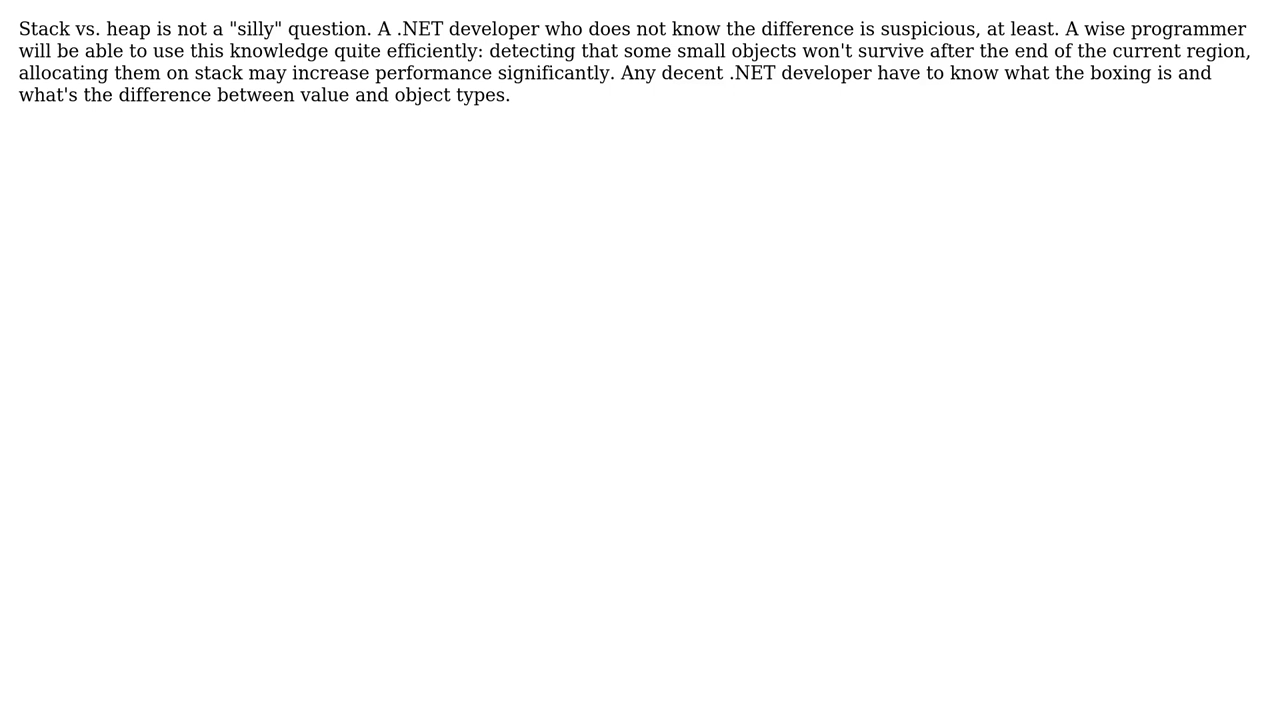 Stack vs. heap is not a "silly" question. A .NET developer who does not know the difference is suspicious, at least. A wise programmer
will be able to use this knowledge quite efficiently: detecting that some small objects won't survive after the end of the current region,
allocating them on stack may increase performance significantly. Any decent .NET developer have to know what the boxing is and
what's the difference between value and object types.